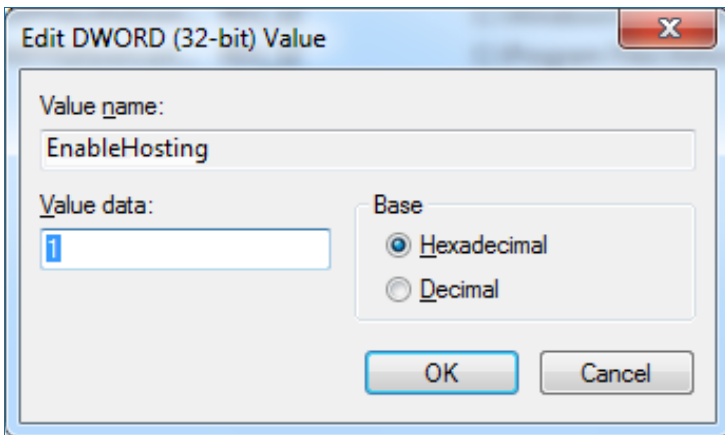 Edit DWORD (32-bit) Value
Value name:
EnableHosting
Value data:
1
Base
Hexadecimal
Decimal
OK
Cancel